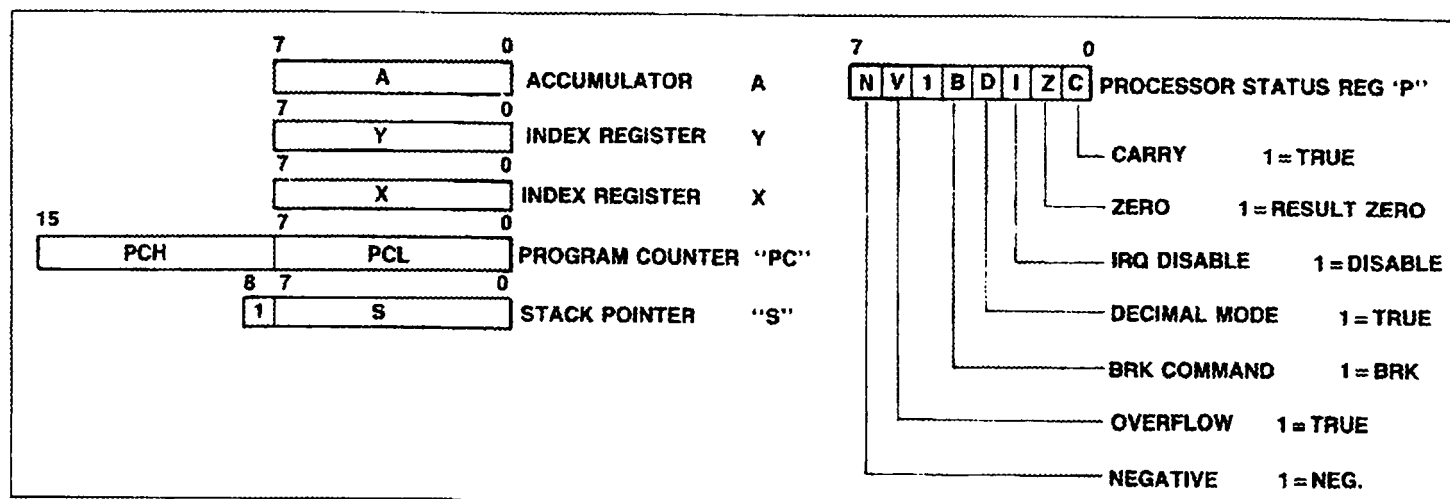 7 0
A ACCUMULATOR A
7 0
Y INDEX REGISTER Y
7 0
X INDEX REGISTER X
15 7 0
PCH PCL PROGRAM COUNTER "PC"
8 7 0
1 S STACK POINTER "S"
7 0
N V 1 B D I Z C PROCESSOR STATUS REG 'P"
CARRY 1=TRUE
ZERO 1=RESULT ZERO
IRQ DISABLE 1=DISABLE
DECIMAL MODE 1=TRUE
BRK COMMAND 1=BRK
OVERFLOW 1=TRUE
NEGATIVE 1=NEG.